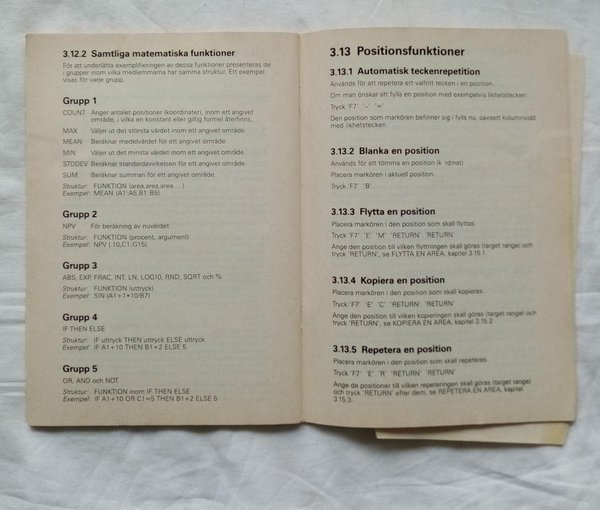 3.12.2 Samtliga matematiska funktioner
För att underlätta exemplifieringen av dessa funktioner presenteras de
i grupper inom vilka medlemmarna har samma struktur. Ett exempel
visas för varje grupp.
Grupp 1
COUNT Anger antalet positioner (koordinater), inom ett angivet
område, i vilka en konstant eller giltig formel återfinns.
MAX Väljer ut det största värdet inom ett angivet område.
MEAN Beräknar medelvärdet för ett angivet område.
MIN Väljer ut det minsta värdet inom ett angivet område.
STDDEV Beräknar standardavvikelsen för ett angivet område.
SUM Beräknar summan för ett angivet område.
Struktur: FUNKTION (area,area,area....)
Exempel: MEAN (A1:A5,B1:B5)
Grupp 2
NPV För beräkning av nuvärdet
Struktur: FUNKTION (procent, argument)
Exempel: NPV (.10,C1:G15)
Grupp 3
ABS, EXP, FRAC, INT, LN, LOG10, RND, SQRT och %
Struktur: FUNKTION (uttryck)
Exempel: SIN (A1+1*10:B7)
Grupp 4
IF THEN ELSE
Struktur: IF uttryck THEN uttryck ELSE uttryck
Exempel: IF A1+10 THEN B1+2 ELSE 5
Grupp 5
OR, AND och NOT
Struktur: FUNKTION inom IF THEN ELSE
Exempel: IF A1+10 OR C1=5 THEN B1+2 ELSE 5
3.13 Positionsfunktioner
3.13.1 Automatisk teckenrepetition
Används för att repetera ett valfritt tecken i en position.
Om man önskar att fylla en position med exempelvis likhetstecken:
Tryck 'F7' '–' '='
Den position som markören befinner sig i fylls nu, oavsett kolumnvidd,
med likhetstecken.
3.13.2 Blanka en position
Används för att tömma en position (k. rdinat).
Placera markören i aktuell position:
Tryck 'F7' 'B'
3.13.3 Flytta en position
Placera markören i den position som skall flyttas.
Tryck 'F7' 'E' 'M' 'RETURN' 'RETURN'
Ange den position till vilken flyttningen skall göras (target range) och
tryck 'RETURN', se FLYTTA EN AREA, kapitel 3.15.1
3.13.4 Kopiera en position
Placera markören i den position som skall kopieras.
Tryck 'F7' 'E' 'C' 'RETURN' 'RETURN'
Ange den position till vilken kopieringen skall göras (target range) och
tryck 'RETURN', se KOPIERA EN AREA, kapitel 3.15.2
3.13.5 Repetera en position
Placera markören i den position som skall repeteras.
Tryck 'F7' 'E' 'R' 'RETURN' 'RETURN'
Ange de positioner till vilken repeteringen skall göras (target range)
och tryck 'RETURN' efter dem, se REPETERA EN AREA, kapitel
3.15.3.